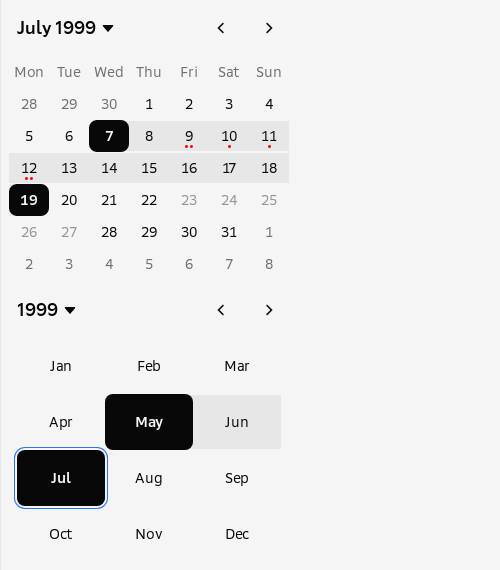 July 1999
Mon Tue Wed Thu Fri Sat Sun
28 29 30 1 2 3 4
5 6 7 8 9 10 11
12 13 14 15 16 17 18
19 20 21 22 23 24 25
26 27 28 29 30 31 1
2 3 4 5 6 7 8
1999
Jan Feb Mar
Apr May Jun
Jul Aug Sep
Oct Nov Dec